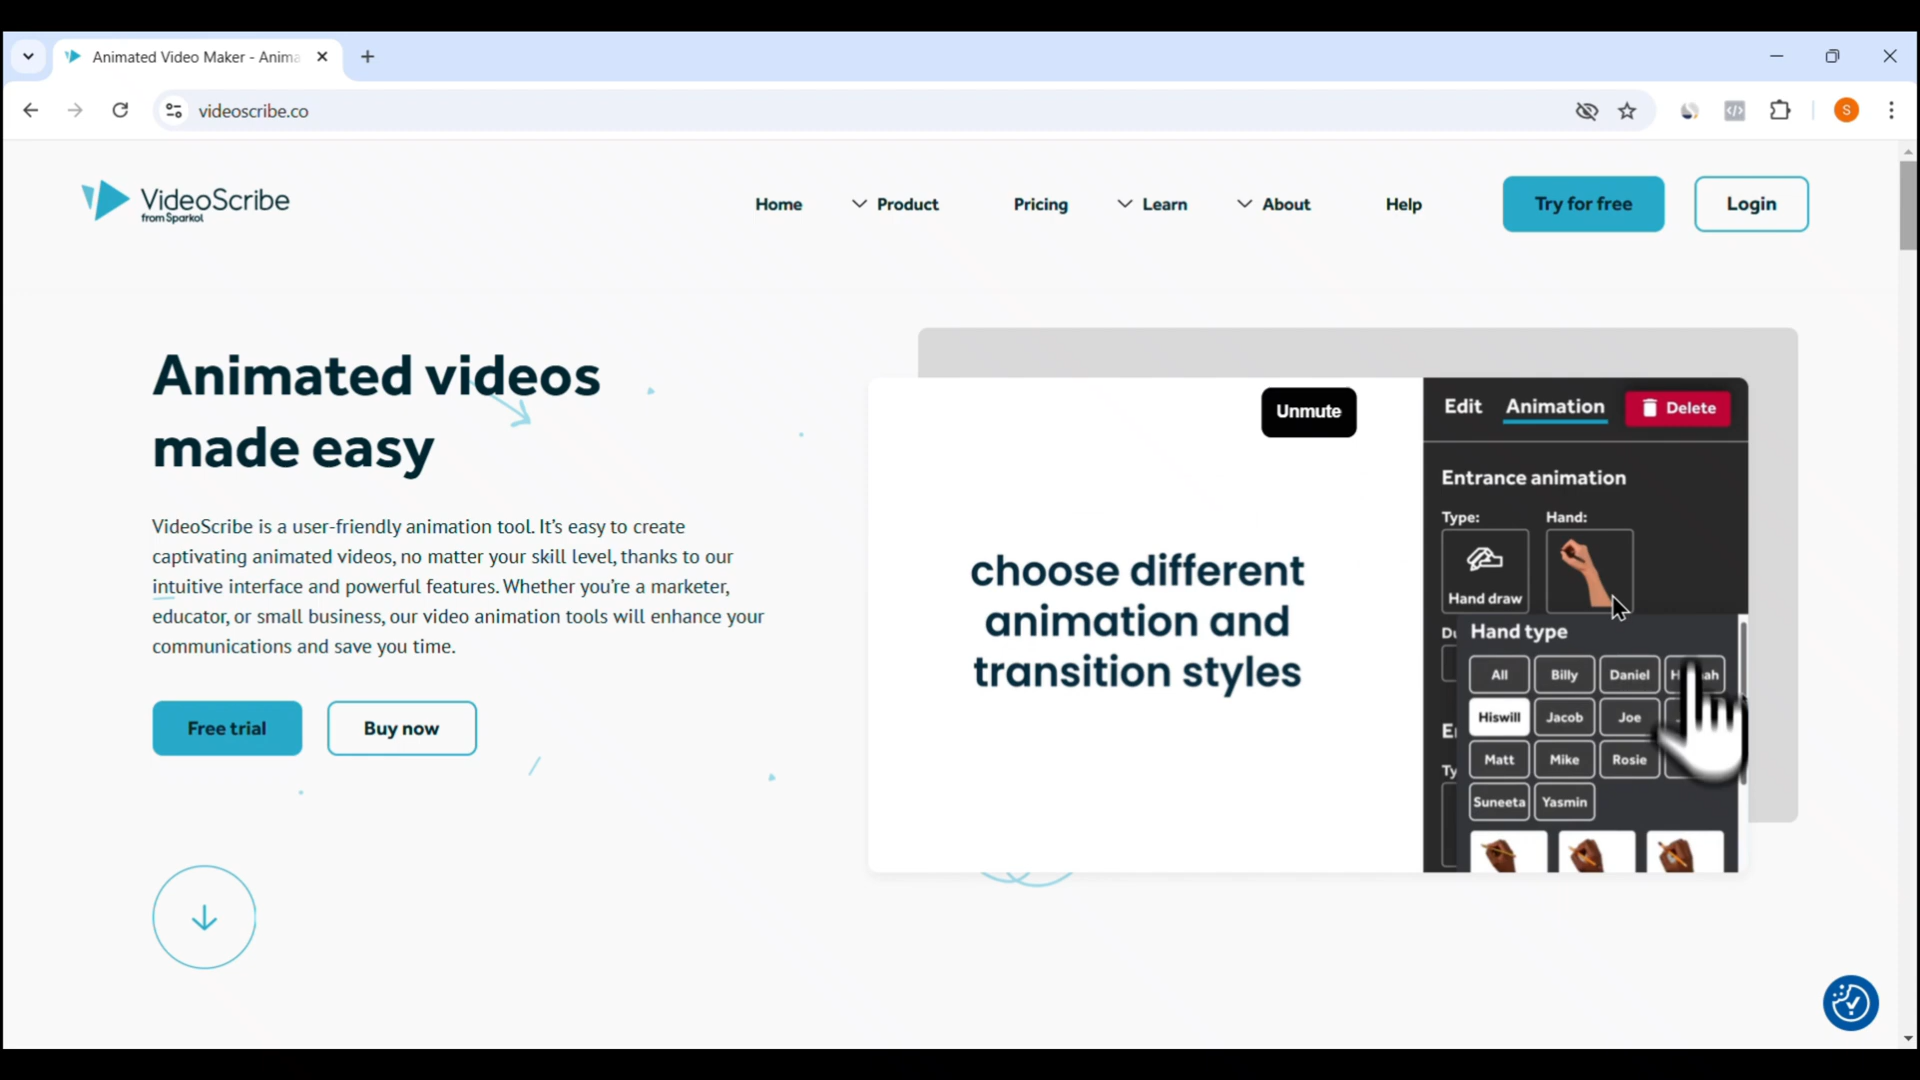 Animated Video Maker - Anima
videoscribe.co
S
VideoScribe
from Sparkol
Home
Product
Pricing
Learn
About
Help
Try for free
Login
Animated videos
made easy
VideoScribe is a user-friendly animation tool. It's easy to create
captivating animated videos, no matter your skill level, thanks to our
intuitive interface and powerful features. Whether you're a marketer,
educator, or small business, our video animation tools will enhance your
communications and save you time.
Free trial
Buy now
Unmute
choose different
animation and
transition styles
Edit
Animation
Delete
Entrance animation
Type:
Hand:
Hand draw
Hand type
All
Billy
Daniel
Hiswill
Jacob
Joe
Matt
Mike
Rosie
Suneeta
Yasmin